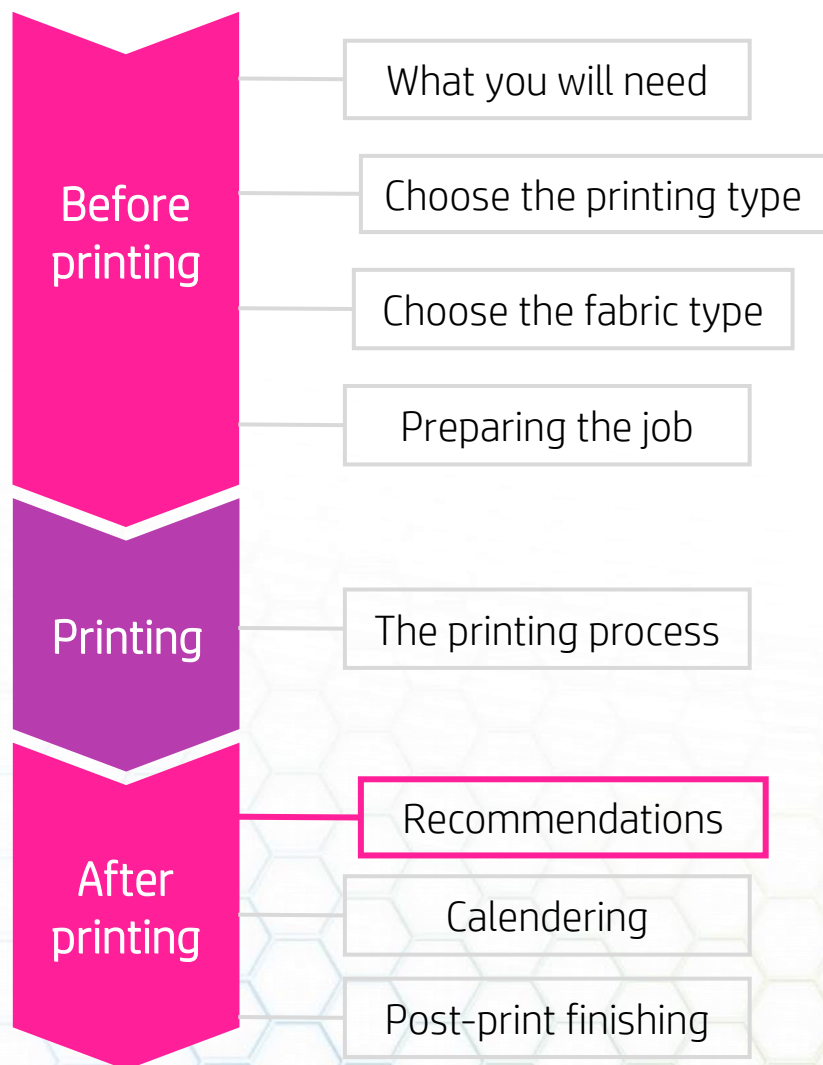 Before
printing
What you will need
Choose the printing type
Choose the fabric type
Preparing the job
Printing
The printing process
After
printing
Recommendations
Calendering
Post-print finishing